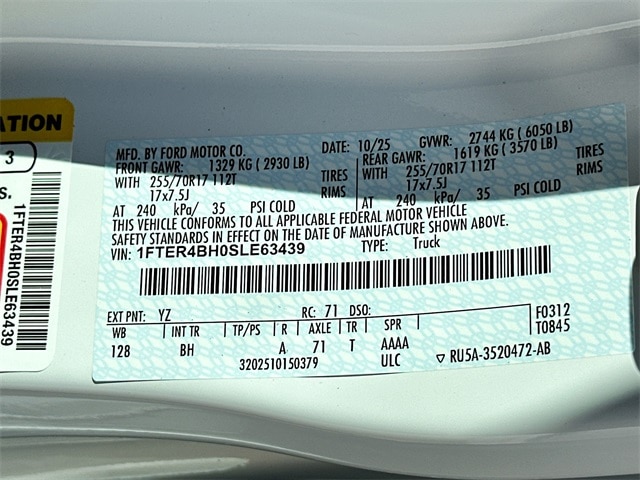 ATION
3
S.
1FTER4BH0SLE63439
MFD. BY FORD MOTOR CO.
DATE: 10/25 GVWR: 2744 KG ( 6050 LB)
FRONT GAWR: 1329 KG ( 2930 LB)
REAR GAWR: 1619 KG ( 3570 LB)
WITH 255/70R17 112T TIRES
WITH 255/70R17 112T TIRES
17x7.5J RIMS
17x7.5J RIMS
AT 240 kPa/ 35 PSI COLD
AT 240 kPa/ 35 PSI COLD
THIS VEHICLE CONFORMS TO ALL APPLICABLE FEDERAL MOTOR VEHICLE
SAFETY STANDARDS IN EFFECT ON THE DATE OF MANUFACTURE SHOWN ABOVE.
VIN: 1FTER4BH0SLE63439 TYPE: Truck
EXT PNT: YZ RC: 71 DSO: F0312
WB INT TR TP/PS R AXLE TR SPR T0845
128 BH A 71 T AAAA
3202510150379 ULC ▽ RU5A-3520472-AB